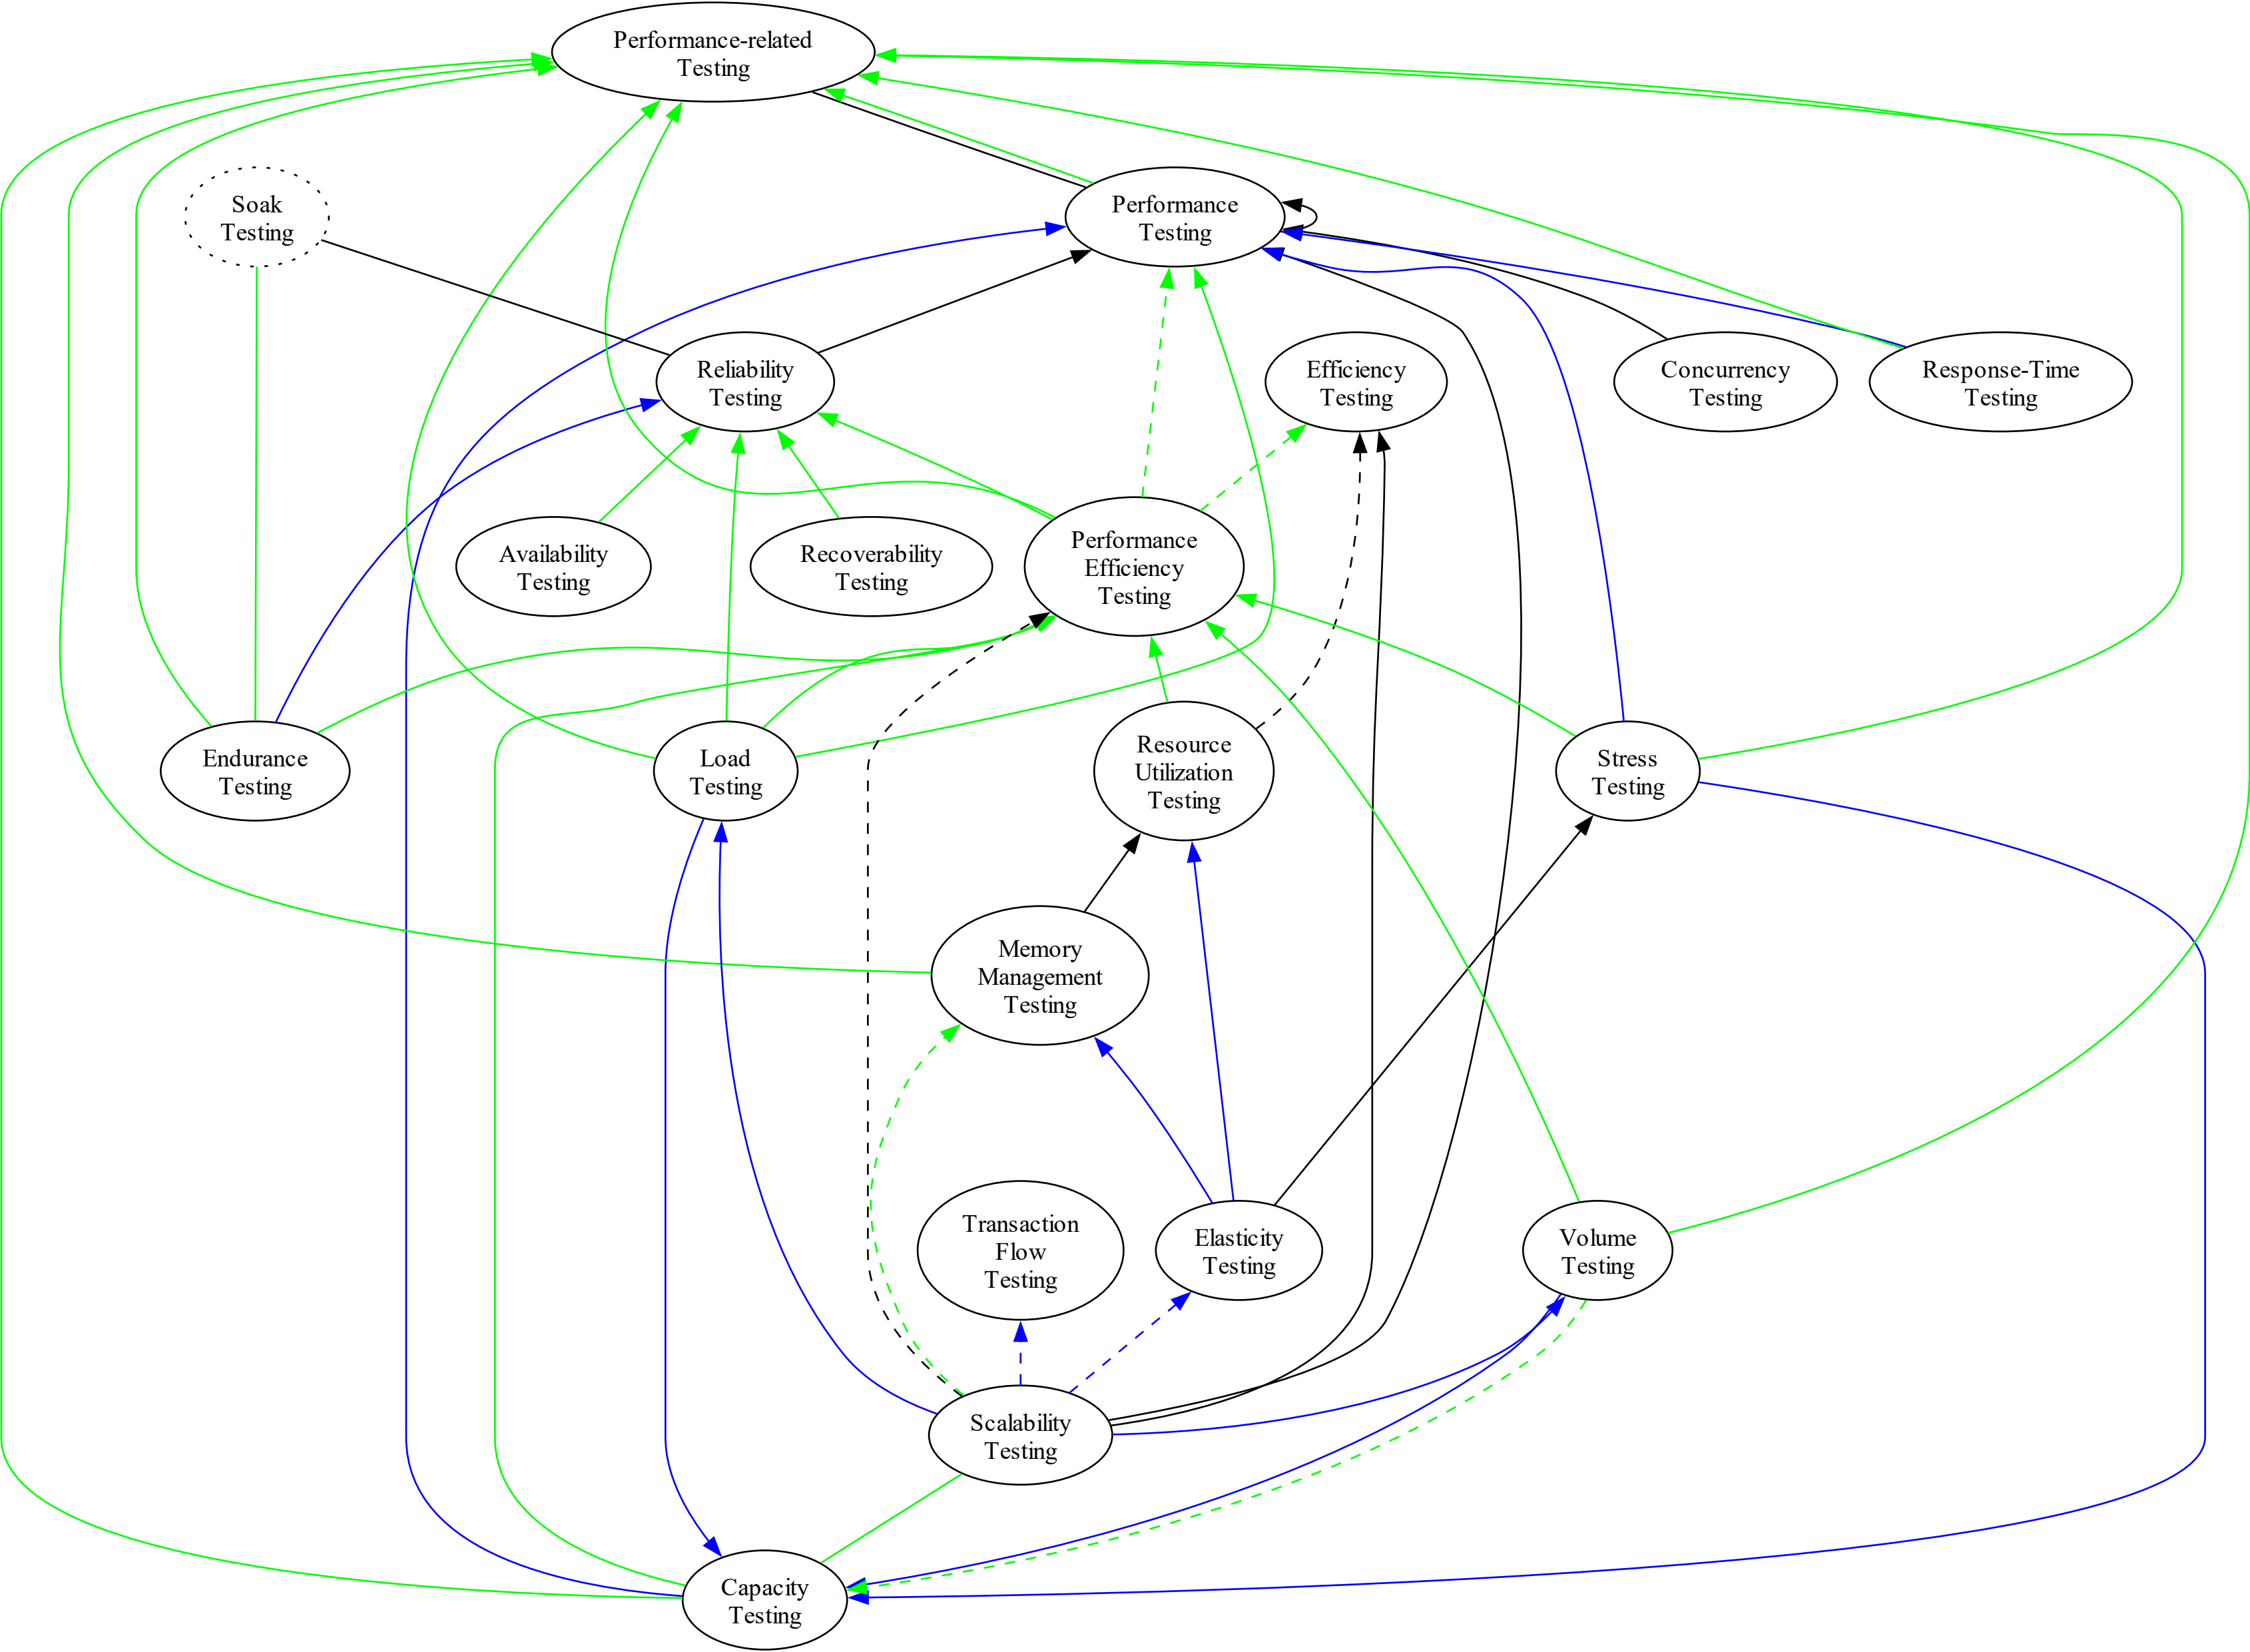 Performance-related
Testing
Soak
Testing
Performance
Testing
Reliability
Testing
Efficiency
Testing
Concurrency
Testing
Response-Time
Testing
Availability
Testing
Recoverability
Testing
Performance
Efficiency
Testing
Endurance
Testing
Load
Testing
Resource
Utilization
Testing
Stress
Testing
Memory
Management
Testing
Transaction
Flow
Testing
Elasticity
Testing
Volume
Testing
Scalability
Testing
Capacity
Testing